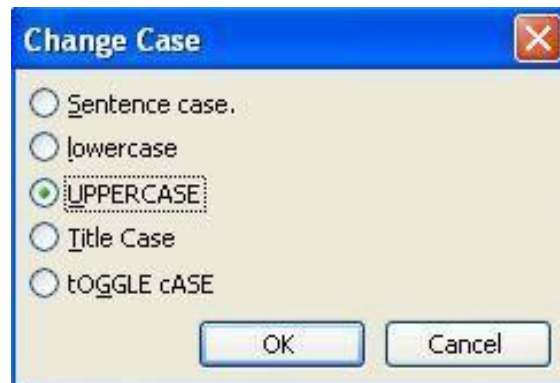 Change Case
Sentence case.
lowercase
UPPERCASE
Title Case
tOGGLE cASE
OK Cancel